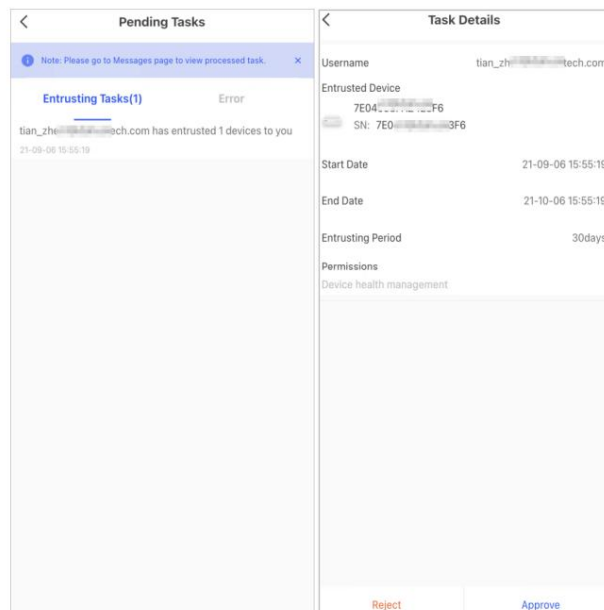 Pending Tasks
Note: Please go to Messages page to view processed task.
Entrusting Tasks(1)
Error
has entrusted 1 devices to you
21-09-06 15:55:19
Task Details
Username
Entrusted Device
SN:
Start Date
21-09-06 15:55:19
End Date
21-10-06 15:55:19
Entrusting Period
30days
Permissions
Device health management
Reject
Approve